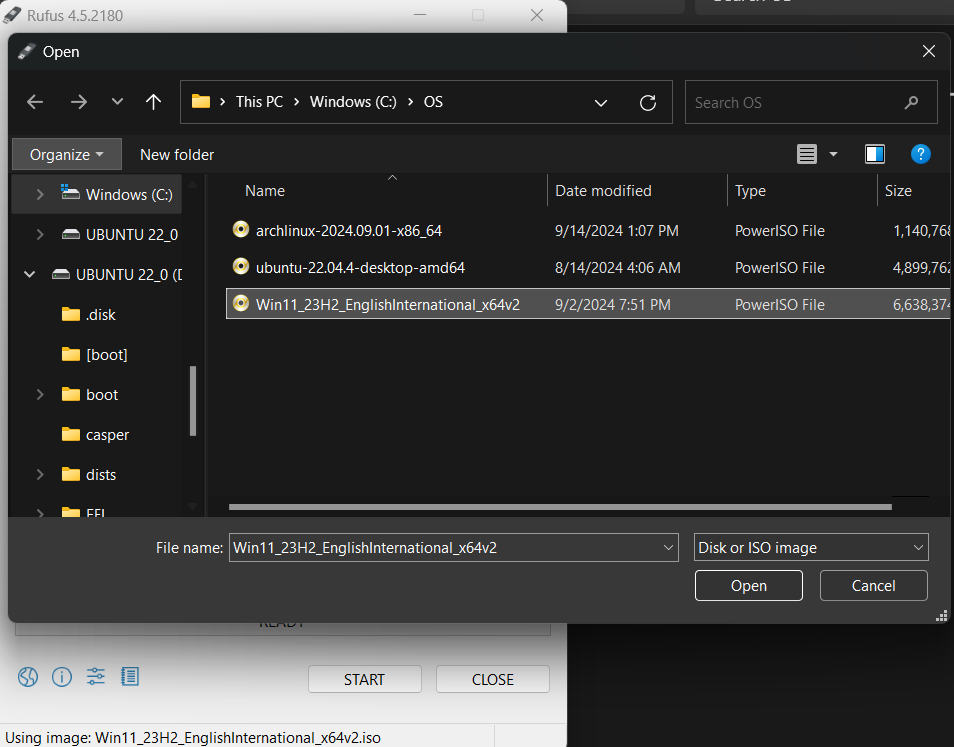 Rufus 4.5.2180
Open
This PC > Windows (C:) > OS
Search OS
Organize
New folder
?
Name
Date modified
Type
Size
Windows (C:)
UBUNTU 22_0
UBUNTU 22_0 (D
.disk
[boot]
boot
casper
dists
EFI
archlinux-2024.09.01-x86_64 9/14/2024 1:07 PM PowerISO File 1,140,768
ubuntu-22.04.4-desktop-amd64 8/14/2024 4:06 AM PowerISO File 4,899,762
Win11_23H2_EnglishInternational_x64v2 9/2/2024 7:51 PM PowerISO File 6,638,374
File name: Win11_23H2_EnglishInternational_x64v2
Disk or ISO image
Open
Cancel
READY
START
CLOSE
Using image: Win11_23H2_EnglishInternational_x64v2.iso